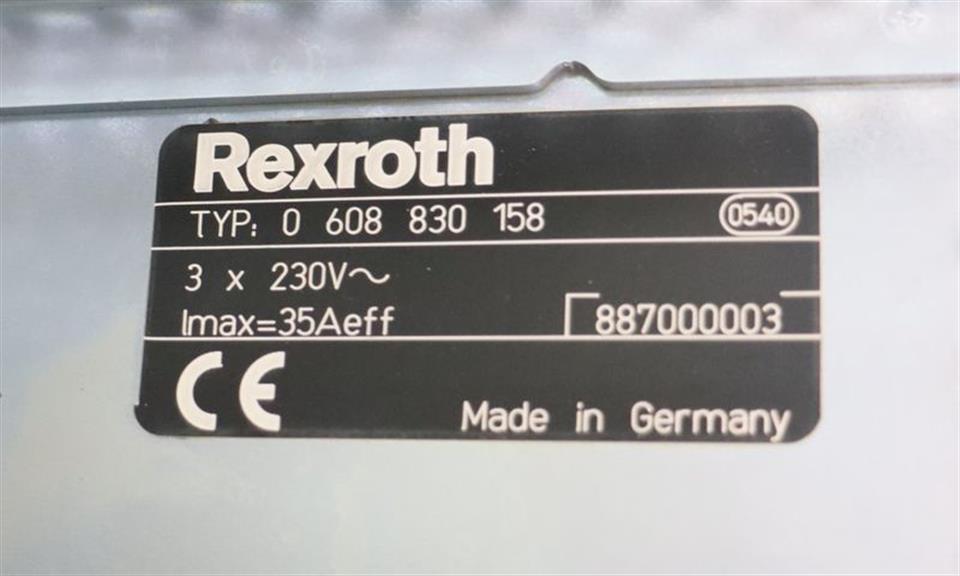 Rexroth
TYP: 0 608 830 158 0540
3 x 230V~
Imax=35Aeff 887000003
CE Made in Germany